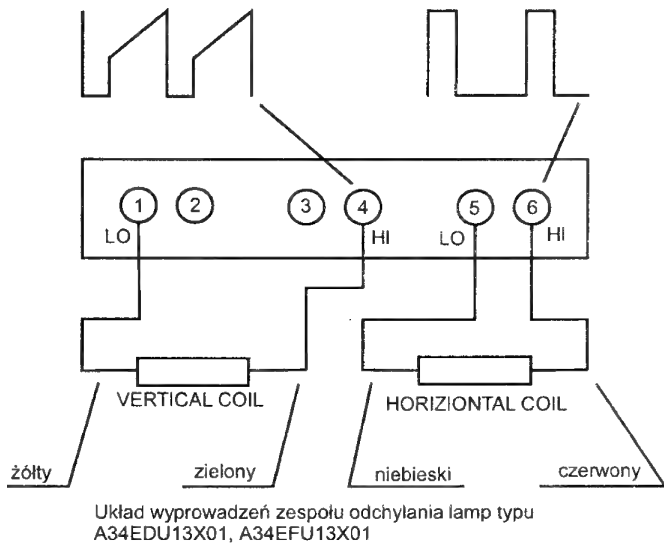 1 2 3 4 5 6
LO HI LO HI
VERTICAL COIL HORIZIONTAL COIL
żółty zielony niebieski czerwony
Układ wyprowadzeń zespołu odchylania lamp typu
A34EDU13X01, A34EFU13X01